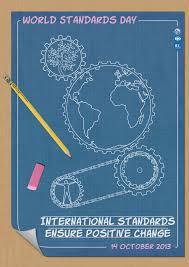 WORLD STANDARDS DAY
INTERNATIONAL STANDARDS
ENSURE POSITIVE CHANGE
14 OCTOBER 2013